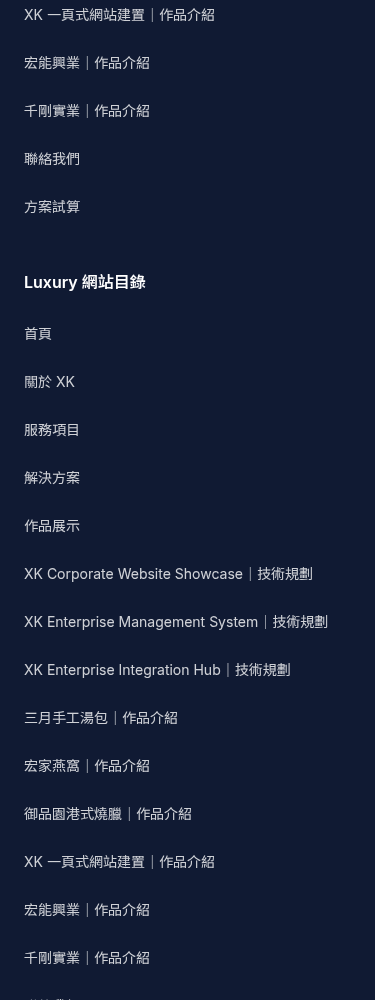 XK 一頁式網站建置｜作品介紹
宏能興業｜作品介紹
千剛實業｜作品介紹
聯絡我們
方案試算
Luxury 網站目錄
首頁
關於 XK
服務項目
解決方案
作品展示
XK Corporate Website Showcase｜技術規劃
XK Enterprise Management System｜技術規劃
XK Enterprise Integration Hub｜技術規劃
三月手工湯包｜作品介紹
宏家燕窩｜作品介紹
御品園港式燒臘｜作品介紹
XK 一頁式網站建置｜作品介紹
宏能興業｜作品介紹
千剛實業｜作品介紹